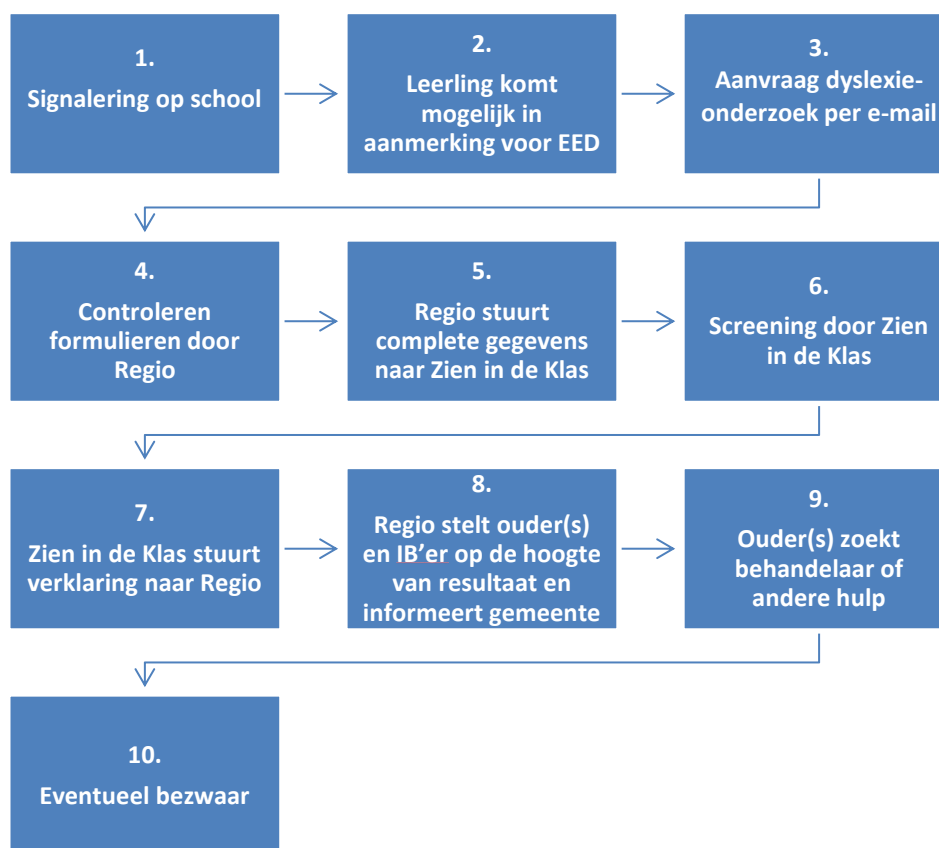 1.
Signalering op school
2.
Leerling komt
mogelijk in
aanmerking voor EED
3.
Aanvraag dyslexie-
onderzoek per e-mail
4.
Controleren
formulieren door
Regio
5.
Regio stuurt
complete gegevens
naar Zien in de Klas
6.
Screening door Zien
in de Klas
7.
Zien in de Klas stuurt
verklaring naar Regio
8.
Regio stelt ouder(s)
en IB’er op de hoogte
van resultaat en
informeert gemeente
9.
Ouder(s) zoekt
behandelaar of
andere hulp
10.
Eventueel bezwaar